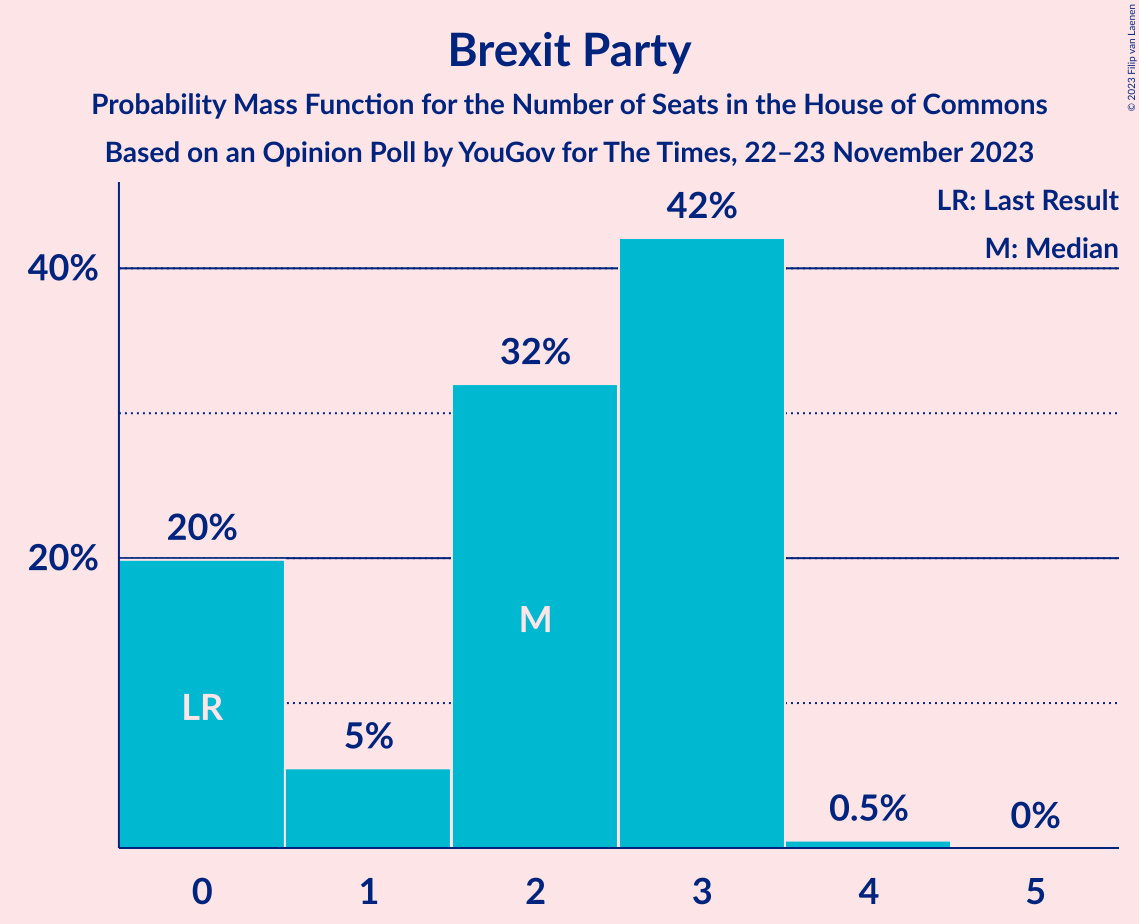 Brexit Party
Probability Mass Function for the Number of Seats in the House of Commons
Based on an Opinion Poll by YouGov for The Times, 22–23 November 2023
© 2023 Filip van Laenen
LR: Last Result
M: Median
40%
20%
20%
5%
32%
42%
0.5%
0%
LR
M
0 1 2 3 4 5